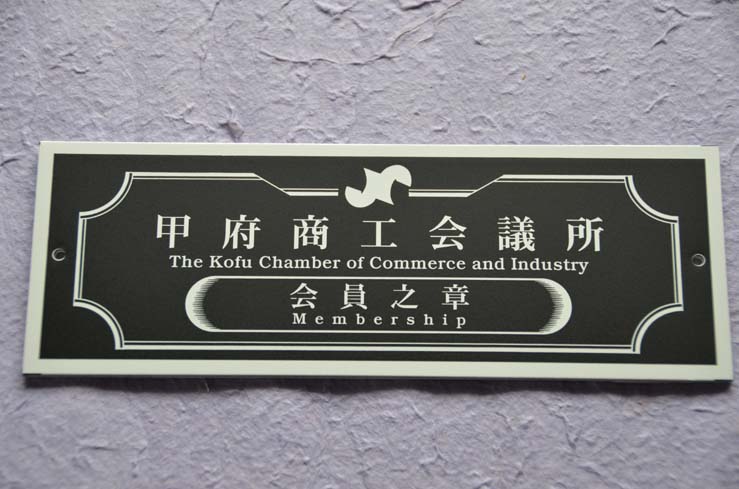 甲府商工会議所
The Kofu Chamber of Commerce and Industry
会員之章
Membership